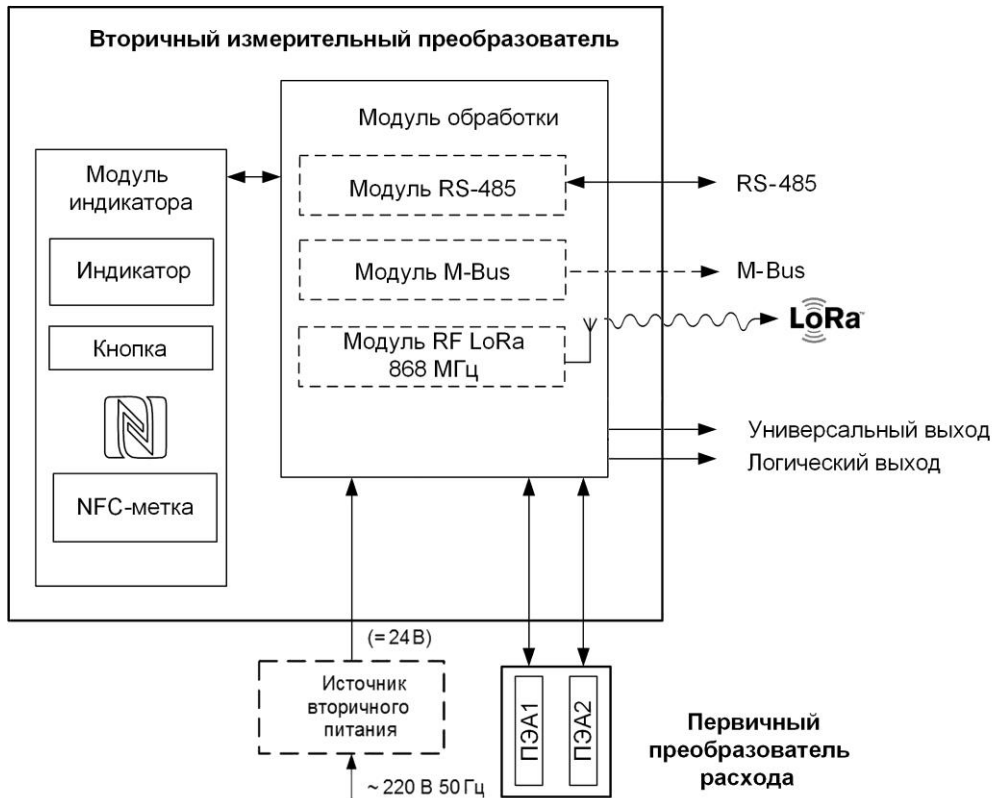 Вторичный измерительный преобразователь
Модуль обработки
Модуль
индикатора
Индикатор
Кнопка
NFC-метка
Модуль RS-485
RS-485
Модуль M-Bus
M-Bus
Модуль RF LoRa
868 МГц
LoRa™
Универсальный выход
Логический выход
(=24В)
Источник
вторичного
питания
~ 220 В 50 Гц
ПЭА1
ПЭА2
Первичный
преобразователь
расхода